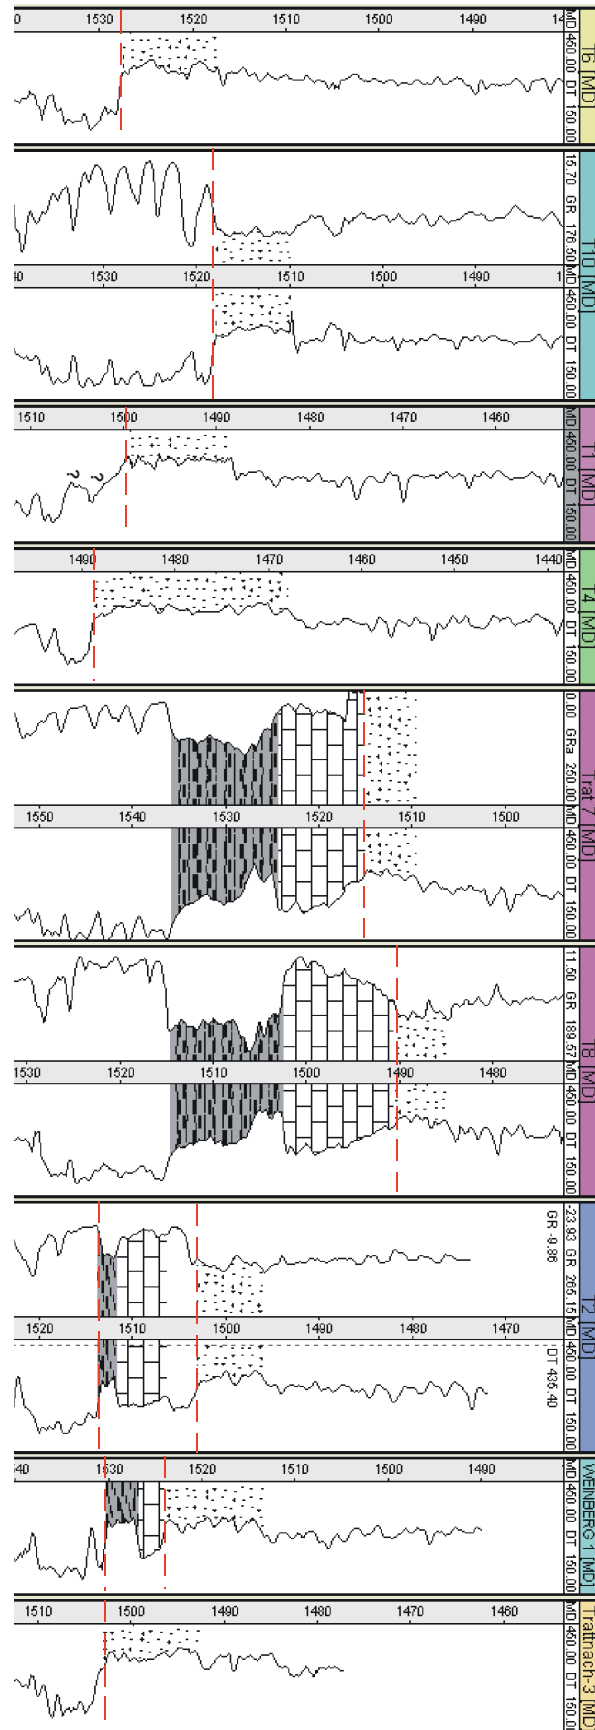 0 1530 1520 1510 1500 1490 14
MD 450.00 DT 150.00
T6 [MD]
15.70 GR 176.50
30 1530 1520 1510 1500 1490 1
MD 450.00 DT 150.00
T10 [MD]
1510 1500 1490 1480 1470 1460
MD 450.00 DT 150.00
T1 [MD]
? ?
1490 1480 1470 1460 1450 1440
MD 450.00 DT 150.00
T4 [MD]
0.00 GRa 250.00
1550 1540 1530 1520 1510 1500
MD 450.00 DT 150.00
Trat 7 [MD]
11.50 GR 189.57
1530 1520 1510 1500 1490 1480
MD 450.00 DT 150.00
T8 [MD]
-23.93 GR 265.15
GR -9.86
1520 1510 1500 1490 1480 1470
MD 450.00 DT 150.00
DT 435.40
T2 [MD]
40 1530 1520 1510 1500 1490
MD 450.00 DT 150.00
WEINBERG 1 [MD]
1510 1500 1490 1480 1470 1460
MD 450.00 DT 150.00
Trattnach-3 [MD]